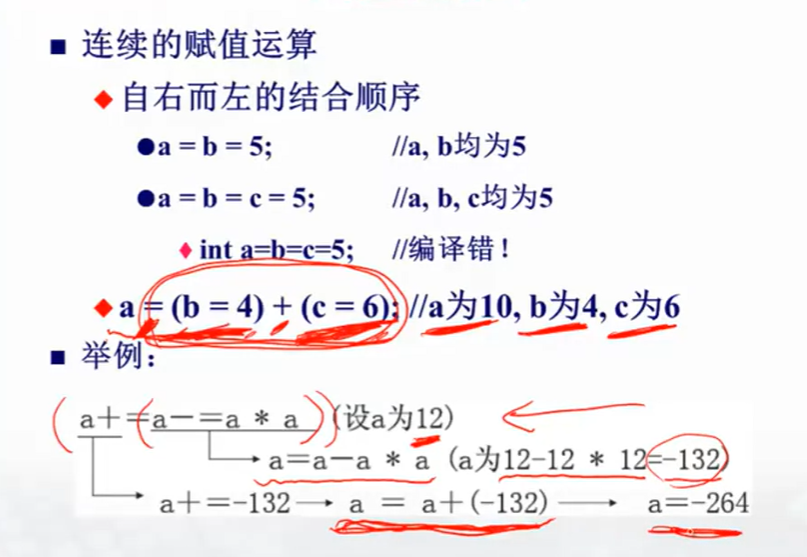 连续的赋值运算
自右而左的结合顺序
a = b = 5; //a, b均为5
a = b = c = 5; //a, b, c均为5
int a=b=c=5; //编译错！
a = (b = 4) + (c = 6); //a为10, b为4, c为6
举例：
a＋＝a－＝a * a (设a为12)
a＝a－a * a (a为12-12 * 12=-132)
a＋＝-132 → a = a＋(-132) → a＝-264